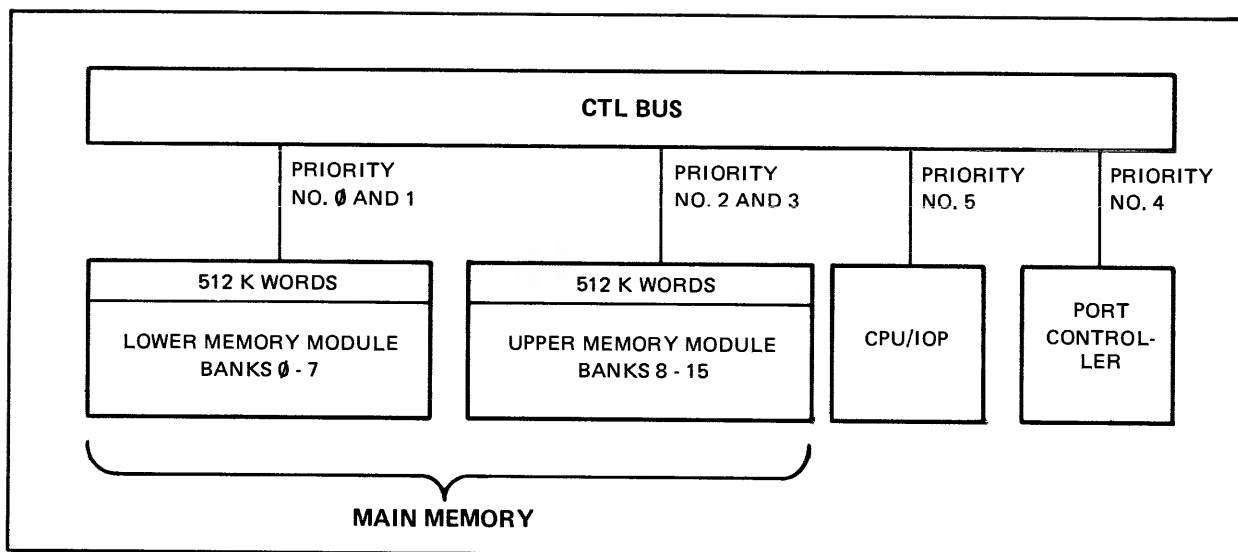 CTL BUS
PRIORITY
NO. Ø AND 1
PRIORITY
NO. 2 AND 3
PRIORITY
NO. 5
PRIORITY
NO. 4
512 K WORDS
LOWER MEMORY MODULE
BANKS Ø - 7
512 K WORDS
UPPER MEMORY MODULE
BANKS 8 - 15
CPU/IOP
PORT
CONTROL-
LER
MAIN MEMORY